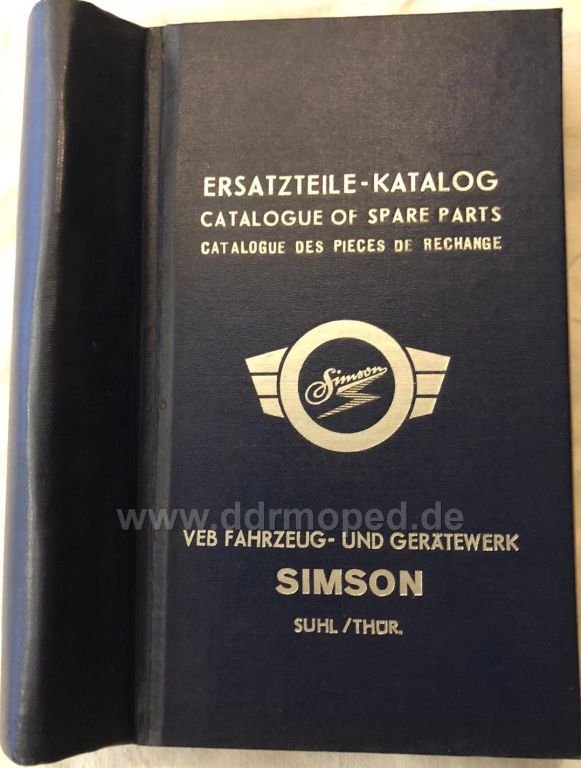 ERSATZTEILE-KATALOG
CATALOGUE OF SPARE PARTS
CATALOGUE DES PIECES DE RECHANGE
Simson
www.ddrmoped.de
VEB FAHRZEUG- UND GERÄTEWERK
SIMSON
SUHL/THÜR.